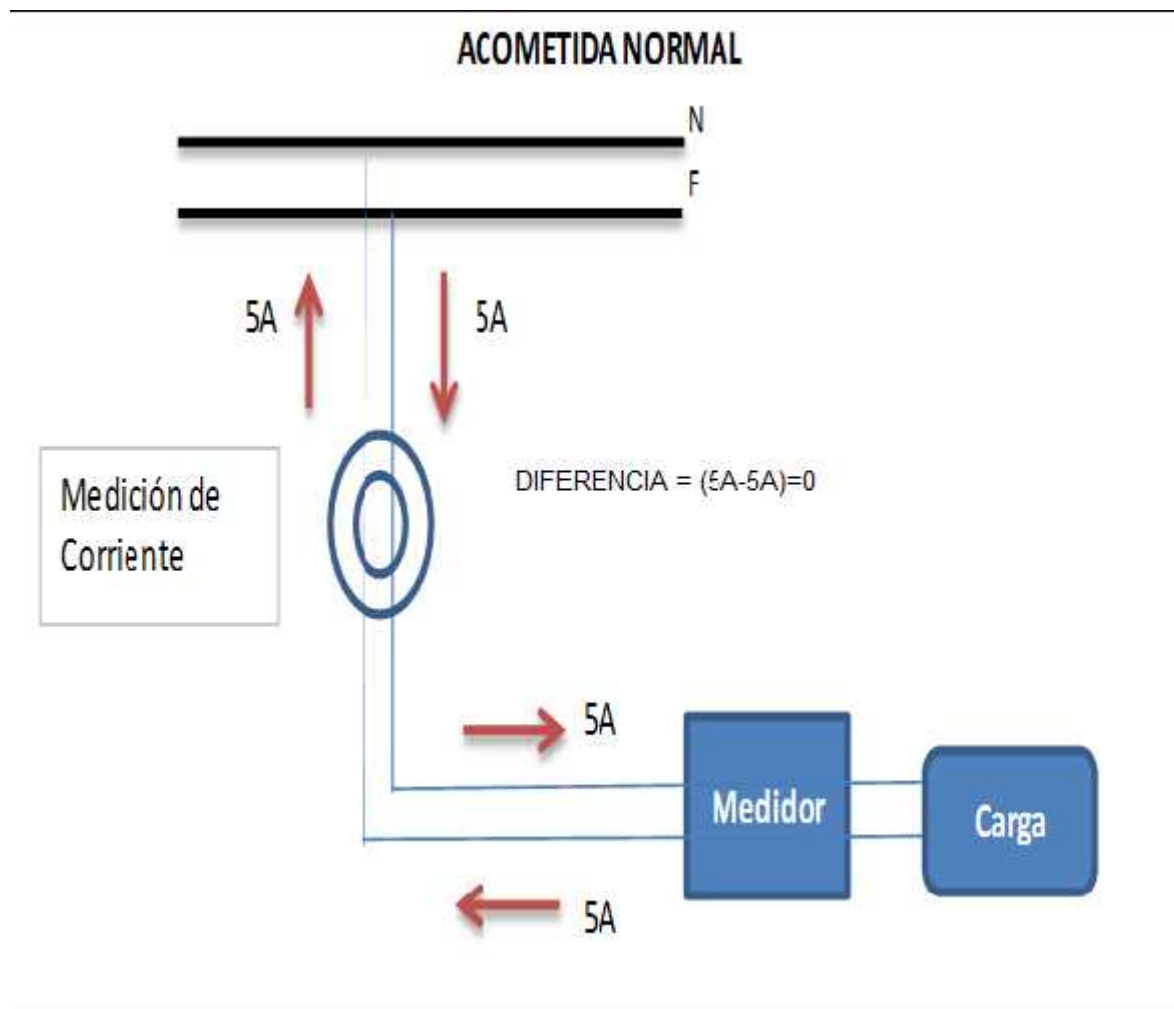 ACOMETIDA NORMAL
N
F
5A
5A
Medición de
Corriente
DIFERENCIA = (5A-5A)=0
5A
Medidor
Carga
5A